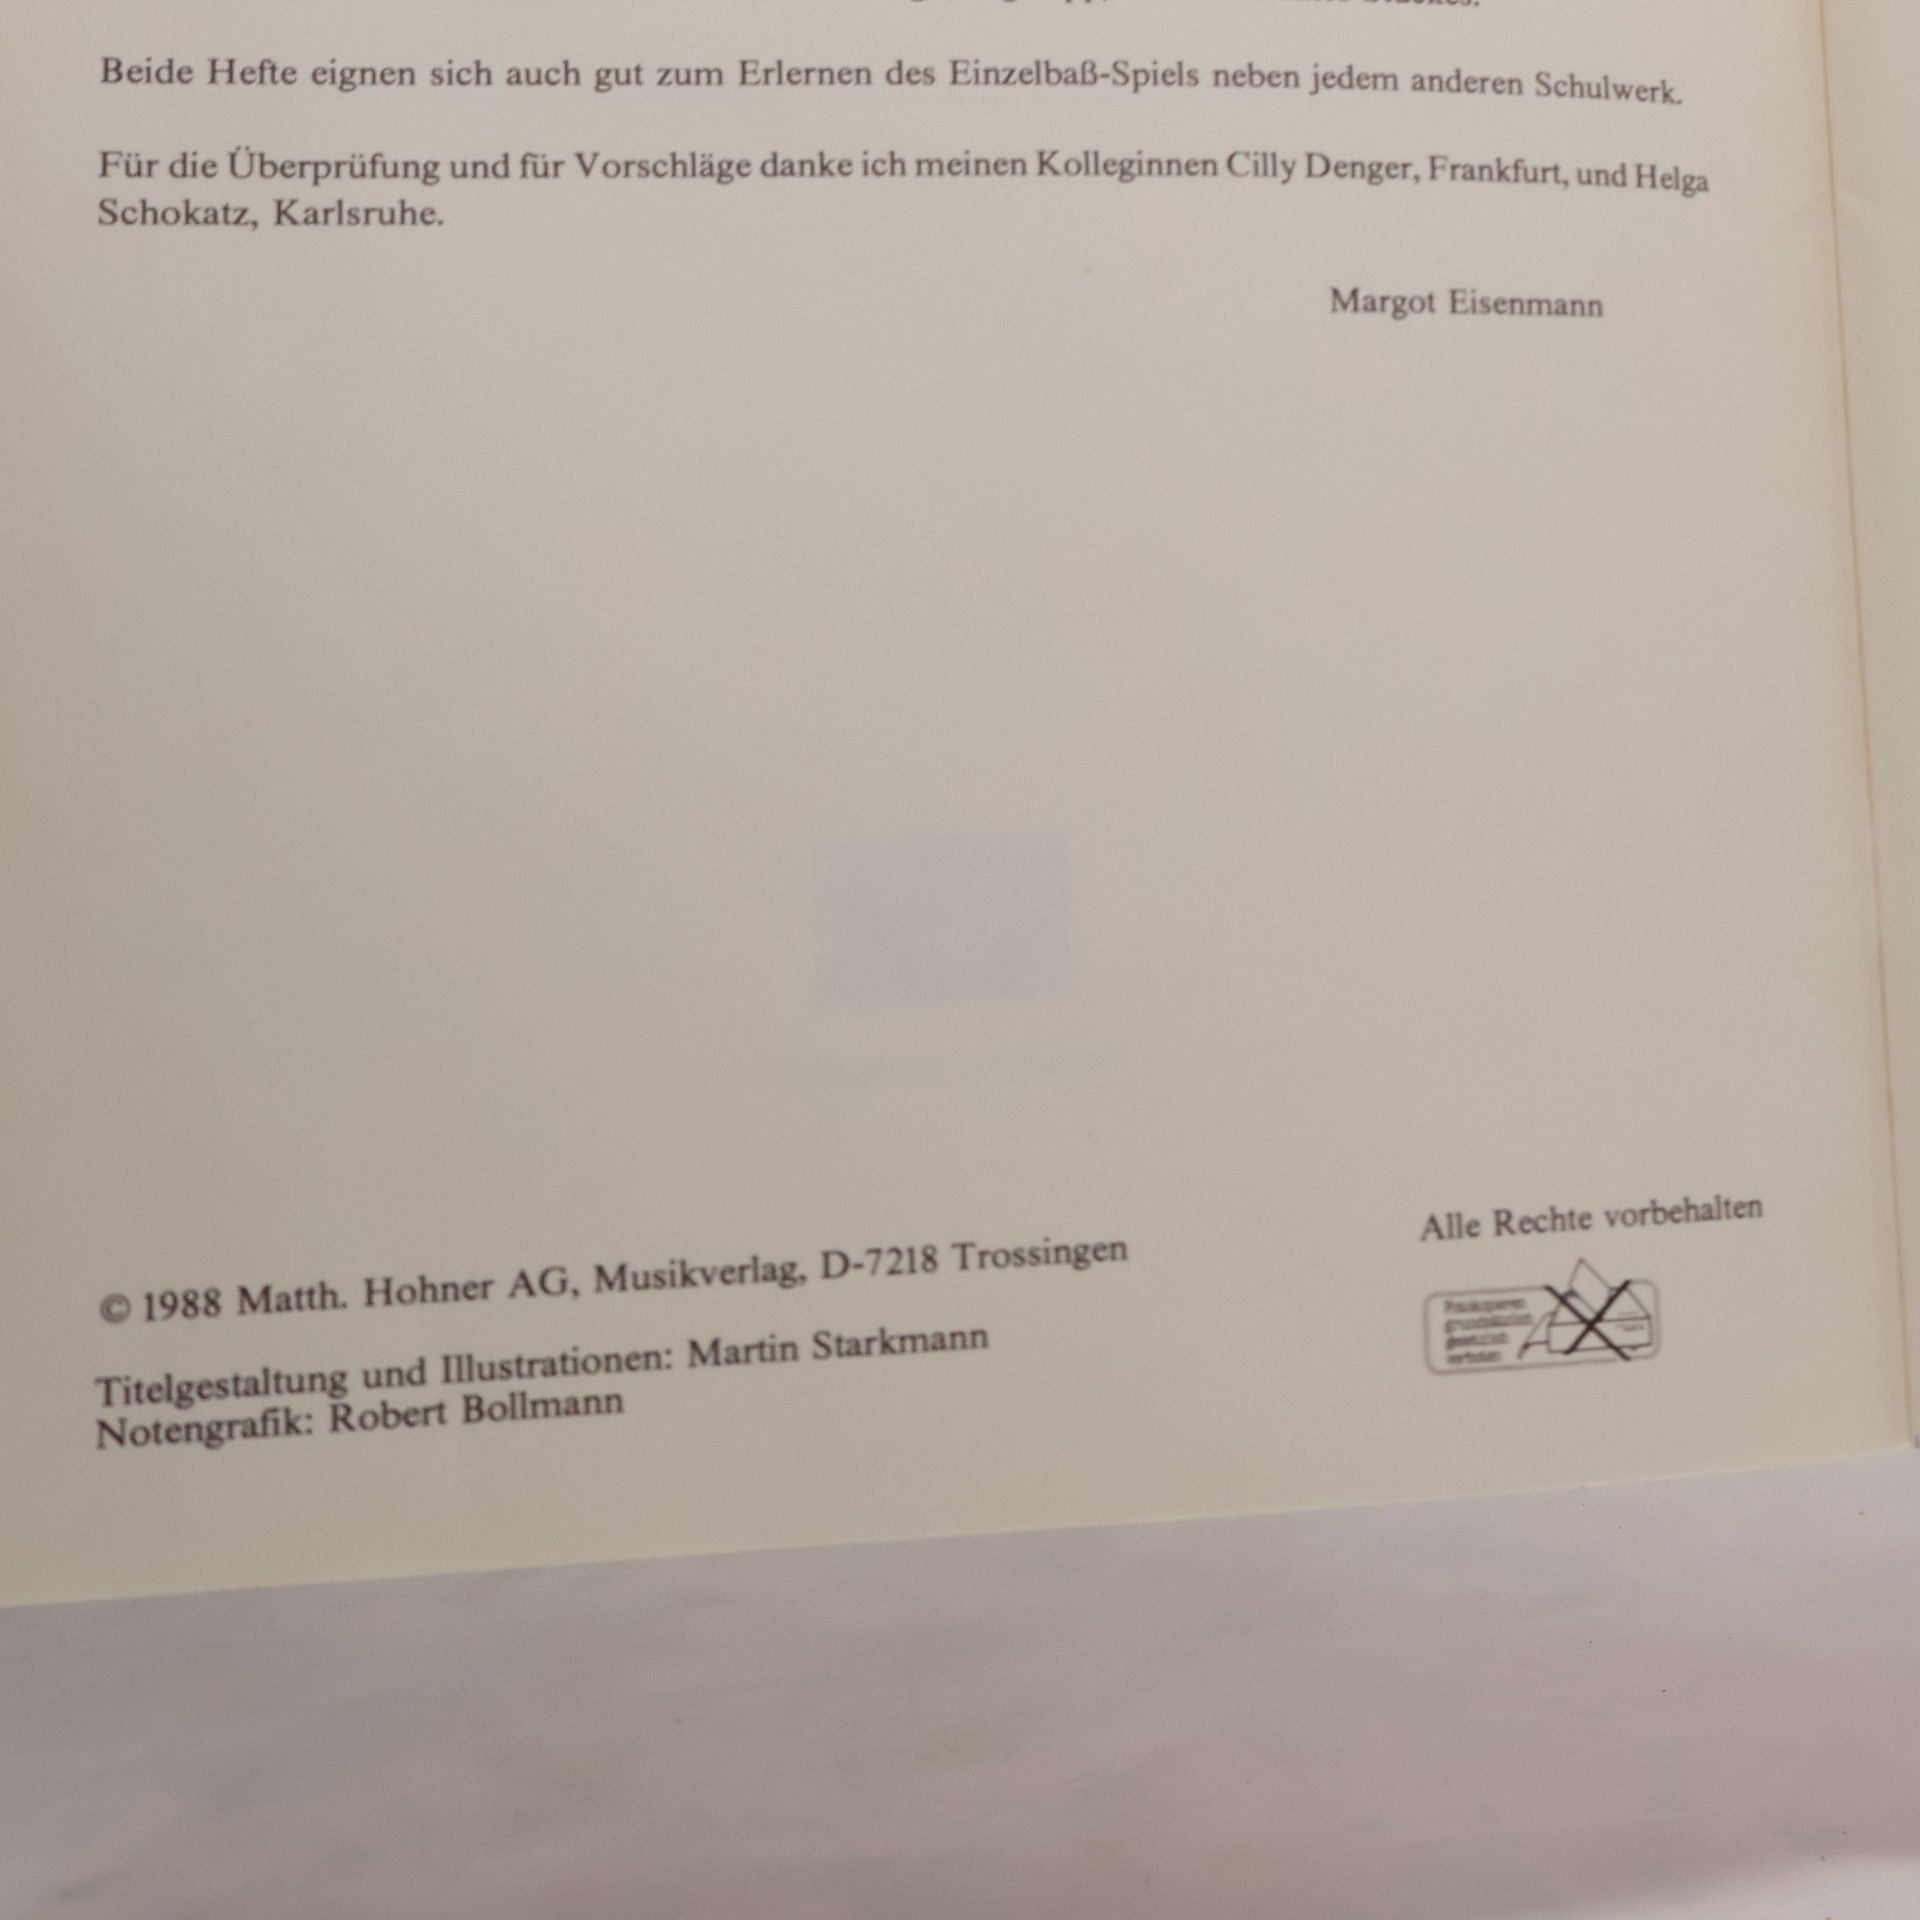 Beide Hefte eignen sich auch gut zum Erlernen des Einzelbaß-Spiels neben jedem anderen Schulwerk.
Für die Überprüfung und für Vorschläge danke ich meinen Kolleginnen Cilly Denger, Frankfurt, und Helga
Schokatz, Karlsruhe.
Margot Eisenmann
Alle Rechte vorbehalten
© 1988 Matth. Hohner AG, Musikverlag, D-7218 Trossingen
Titelgestaltung und Illustrationen: Martin Starkmann
Notengrafik: Robert Bollmann